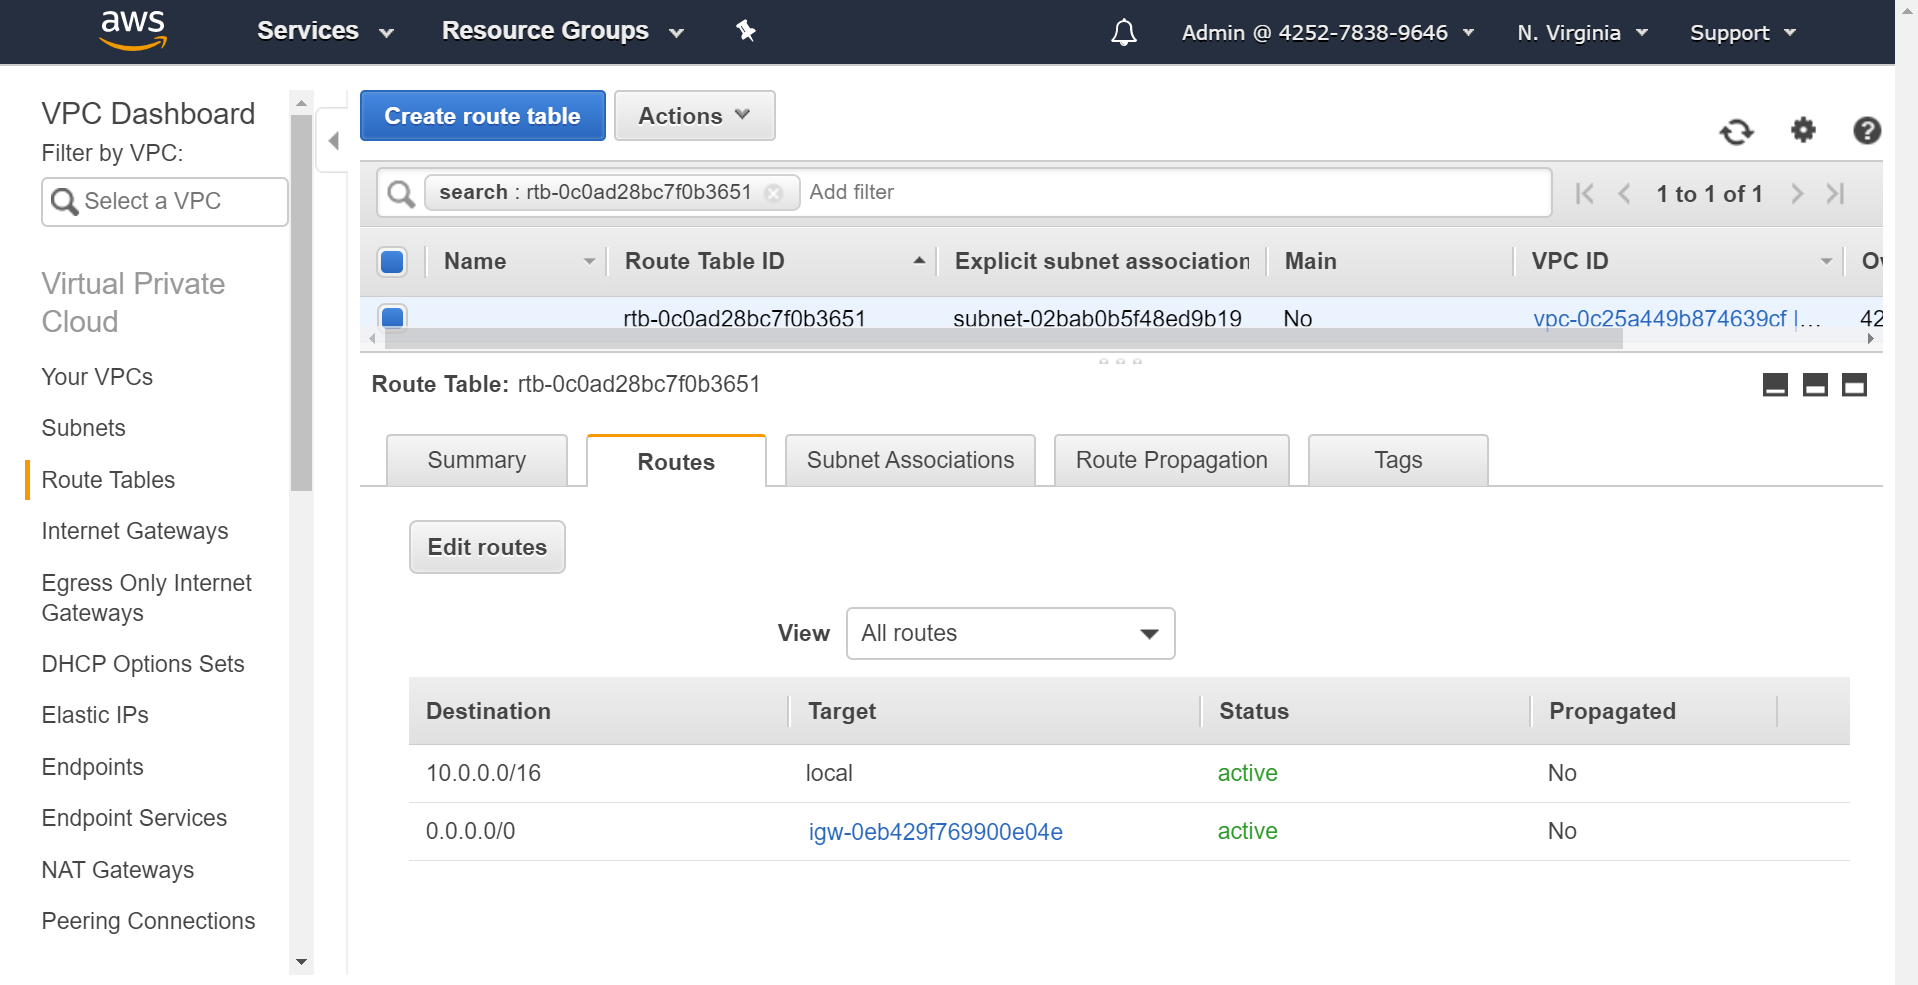 aws Services Resource Groups Admin @ 4252-7838-9646 N. Virginia Support
VPC Dashboard
Filter by VPC:
Select a VPC
Virtual Private
Cloud
Your VPCs
Subnets
Route Tables
Internet Gateways
Egress Only Internet
Gateways
DHCP Options Sets
Elastic IPs
Endpoints
Endpoint Services
NAT Gateways
Peering Connections
Create route table Actions
search : rtb-0c0ad28bc7f0b3651 Add filter 1 to 1 of 1
Name Route Table ID Explicit subnet association Main VPC ID Ov
rtb-0c0ad28bc7f0b3651 subnet-02bab0b5f48ed9b19 No vpc-0c25a449b874639cf |... 42
Route Table: rtb-0c0ad28bc7f0b3651
Summary Routes Subnet Associations Route Propagation Tags
Edit routes
View All routes
Destination Target Status Propagated
10.0.0.0/16 local active No
0.0.0.0/0 igw-0eb429f769900e04e active No